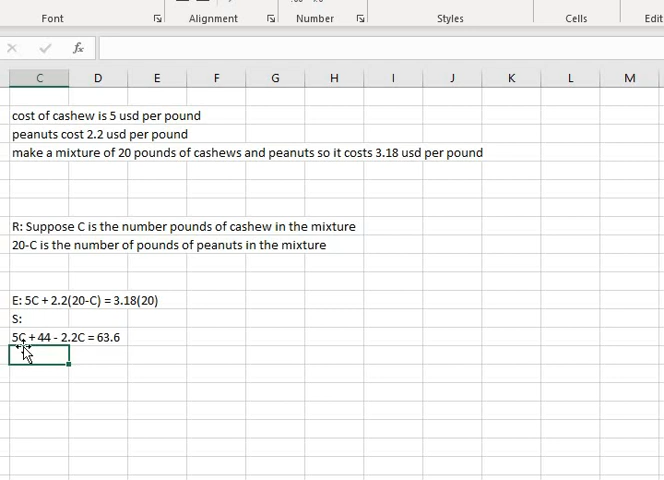 Font Alignment Number Styles Cells Edit
fx
C D E F G H I J K L M
cost of cashew is 5 usd per pound
peanuts cost 2.2 usd per pound
make a mixture of 20 pounds of cashews and peanuts so it costs 3.18 usd per pound
R: Suppose C is the number pounds of cashew in the mixture
20-C is the number of pounds of peanuts in the mixture
E: 5C + 2.2(20-C) = 3.18(20)
S:
5C + 44 - 2.2C = 63.6